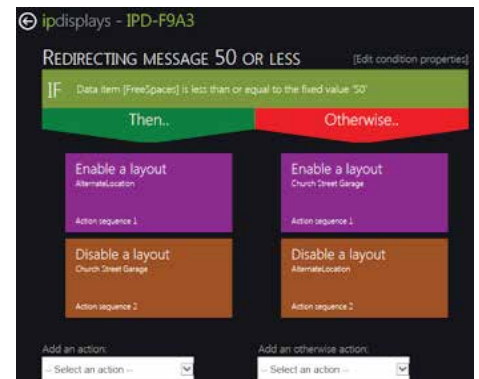 ipdisplays - IPD-F9A3
REDIRECTING MESSAGE 50 OR LESS
[Edit condition properties]
IF Data item [FreeSpaces] is less than or equal to the fixed value '50'
Then..
Otherwise..
Enable a layout
AlternateLocation
Action sequence 1
Enable a layout
Church Street Garage
Action sequence 1
Disable a layout
Church Street Garage
Action sequence 2
Disable a layout
AlternateLocation
Action sequence 2
Add an action:
-- Select an action --
Add an otherwise action:
-- Select an action --